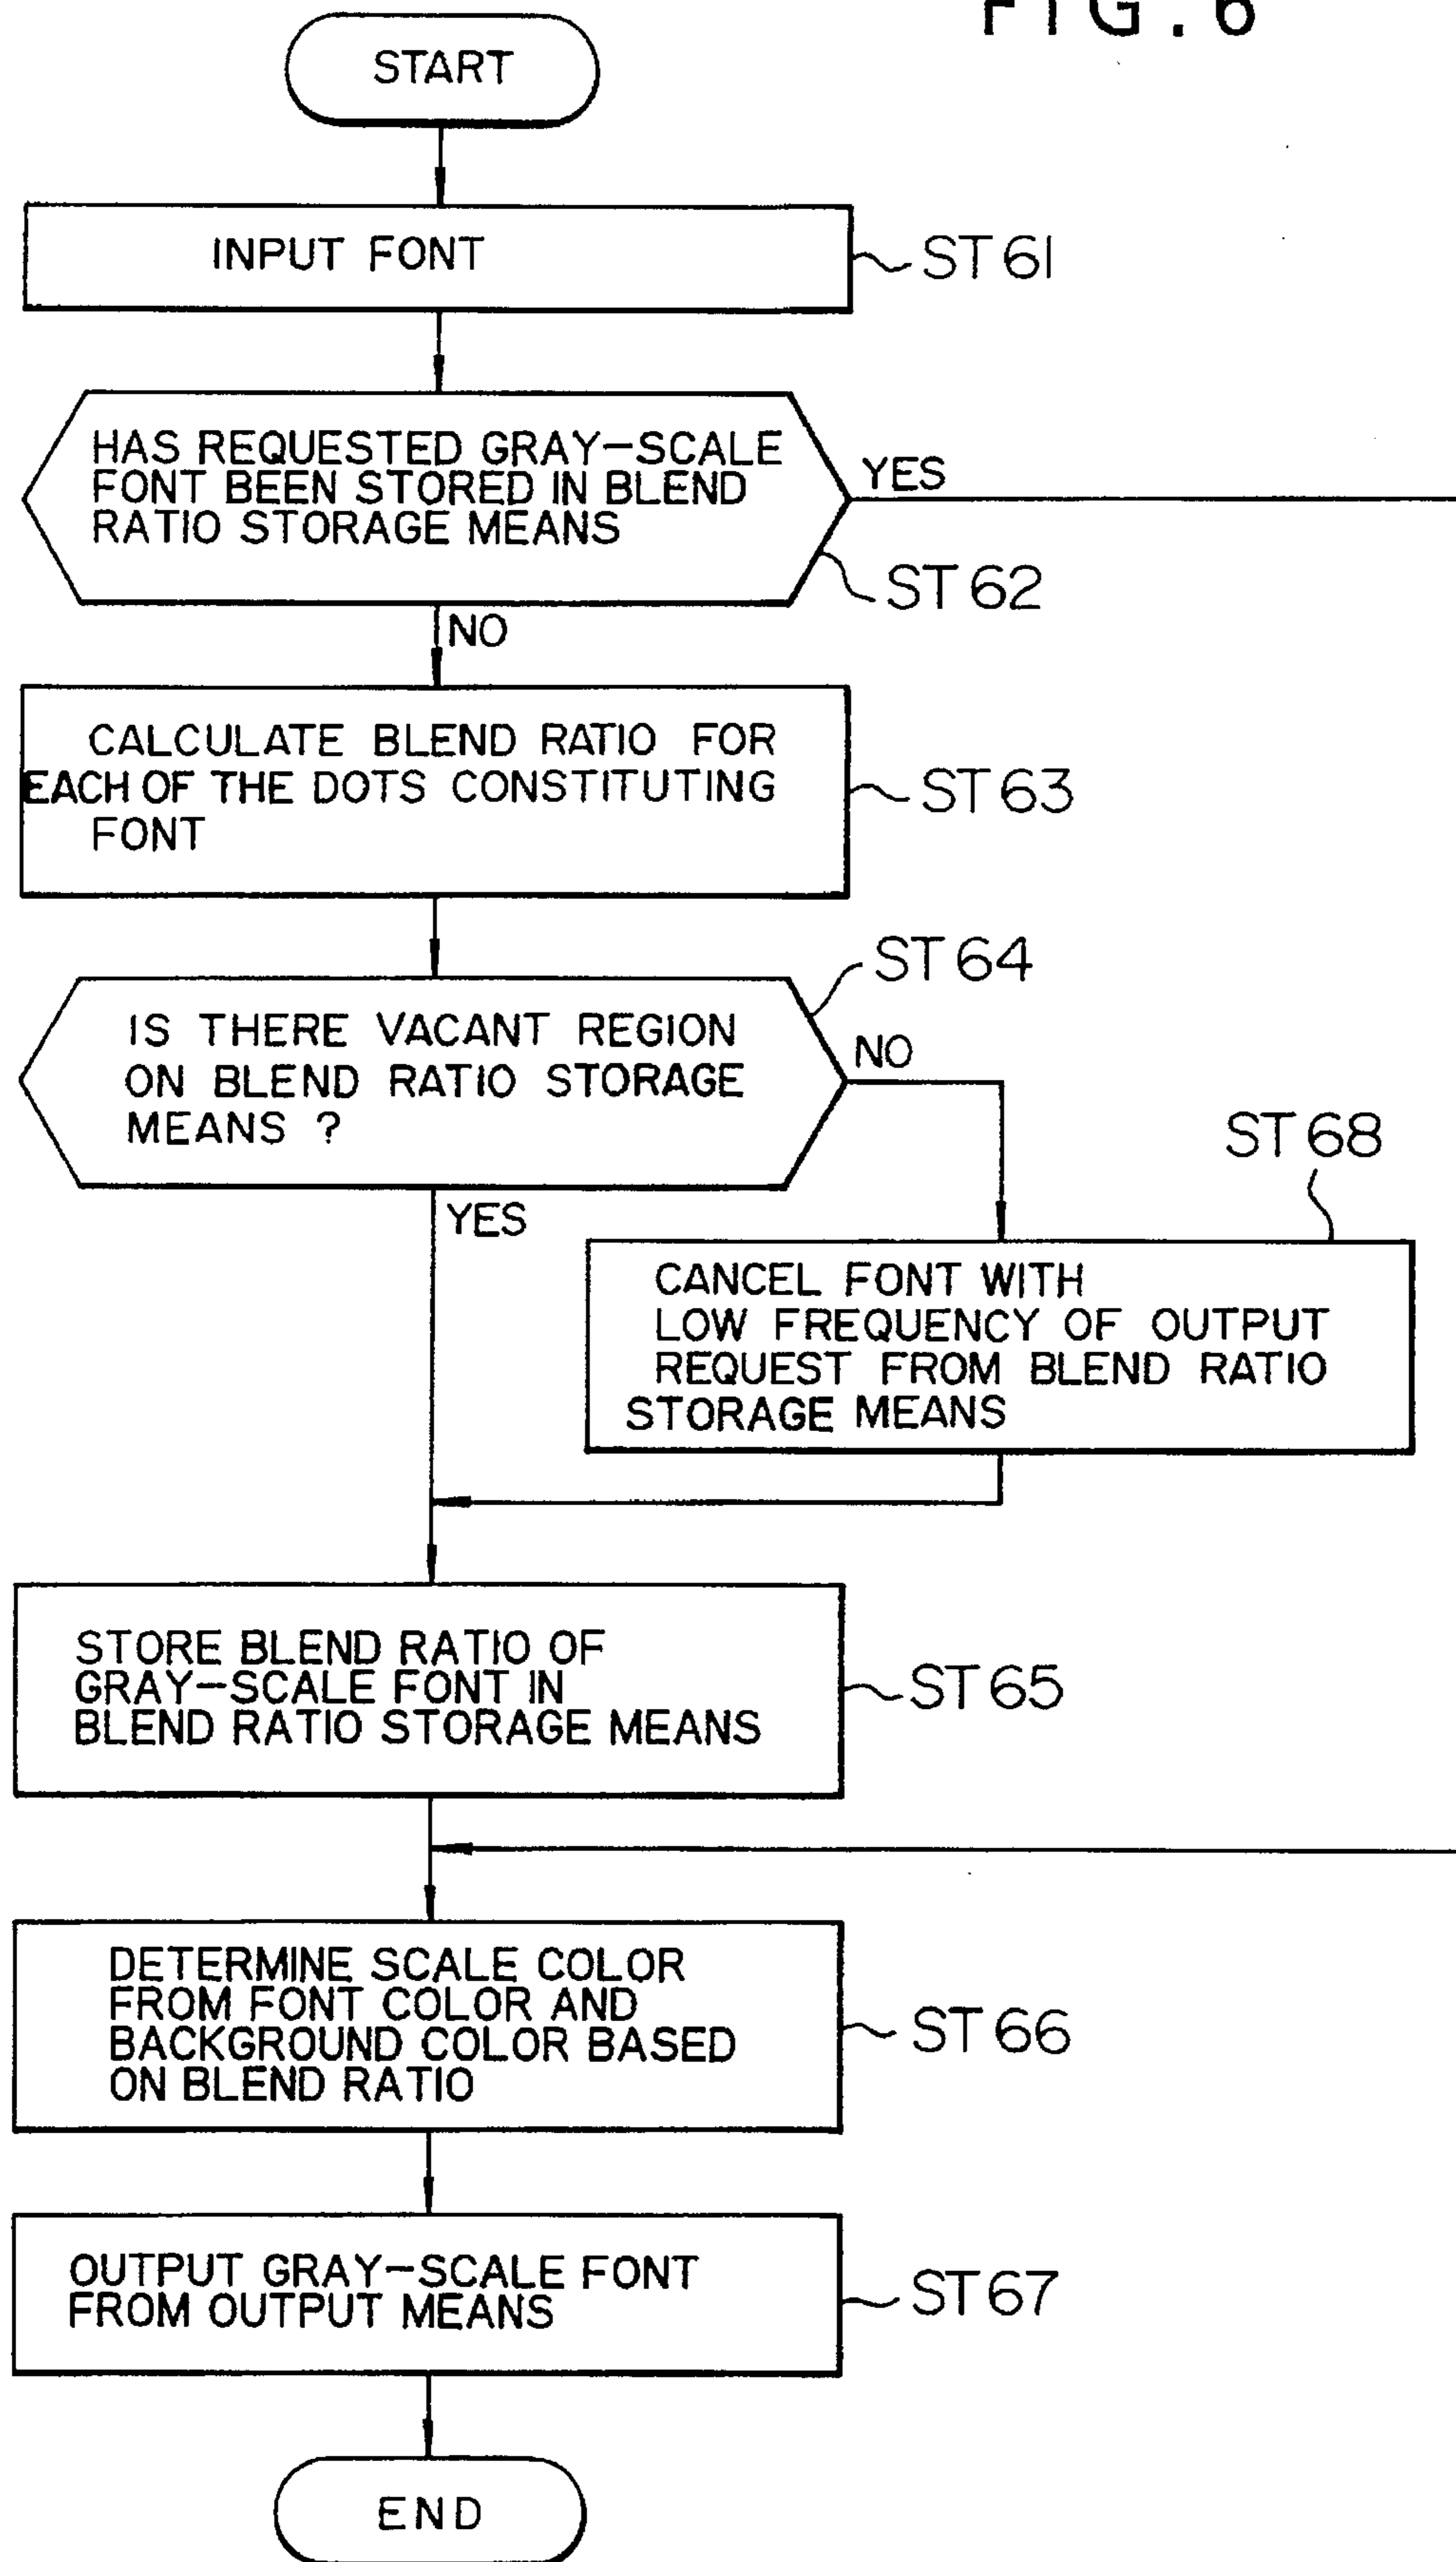 FIG. 6
START
INPUT FONT
ST61
HAS REQUESTED GRAY-SCALE
FONT BEEN STORED IN BLEND
RATIO STORAGE MEANS
YES
ST62
NO
CALCULATE BLEND RATIO FOR
EACH OF THE DOTS CONSTITUTING
FONT
ST63
ST64
IS THERE VACANT REGION
ON BLEND RATIO STORAGE
MEANS ?
NO
YES
ST68
CANCEL FONT WITH
LOW FREQUENCY OF OUTPUT
REQUEST FROM BLEND RATIO
STORAGE MEANS
STORE BLEND RATIO OF
GRAY-SCALE FONT IN
BLEND RATIO STORAGE MEANS
ST65
DETERMINE SCALE COLOR
FROM FONT COLOR AND
BACKGROUND COLOR BASED
ON BLEND RATIO
ST66
OUTPUT GRAY-SCALE FONT
FROM OUTPUT MEANS
ST67
END